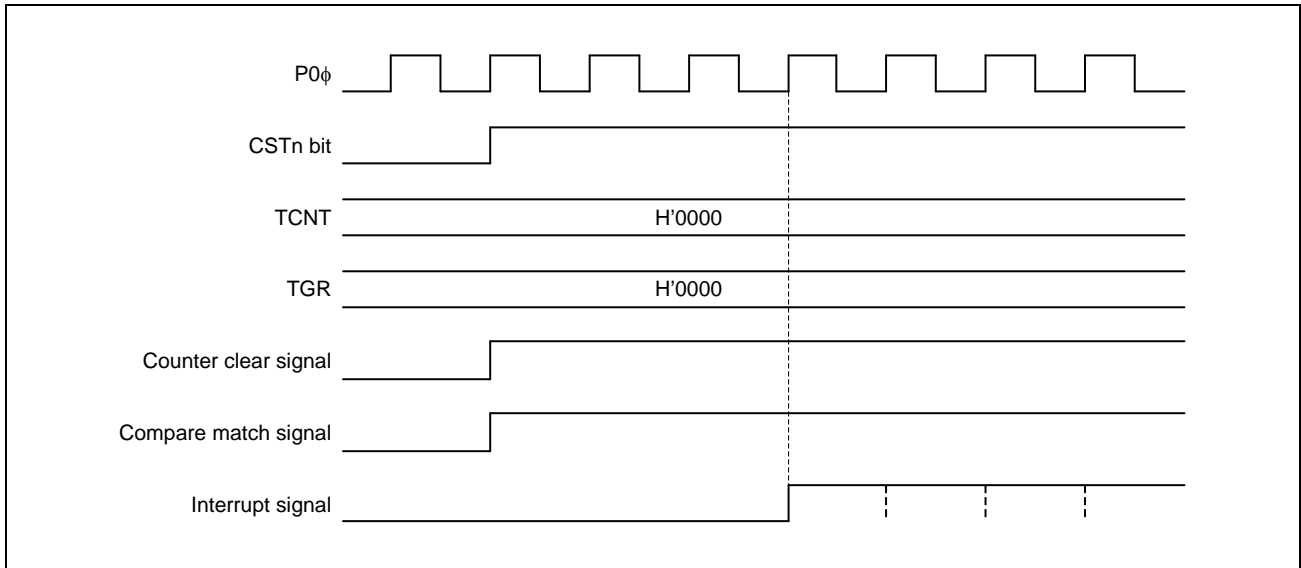 P0ϕ
CSTn bit
TCNT
H’0000
TGR
H’0000
Counter clear signal
Compare match signal
Interrupt signal